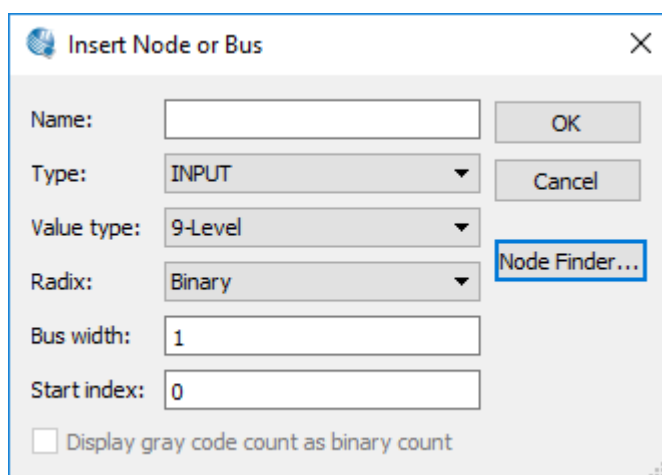 Insert Node or Bus
Name:
OK
Type: INPUT
Cancel
Value type: 9-Level
Node Finder...
Radix: Binary
Bus width: 1
Start index: 0
Display gray code count as binary count